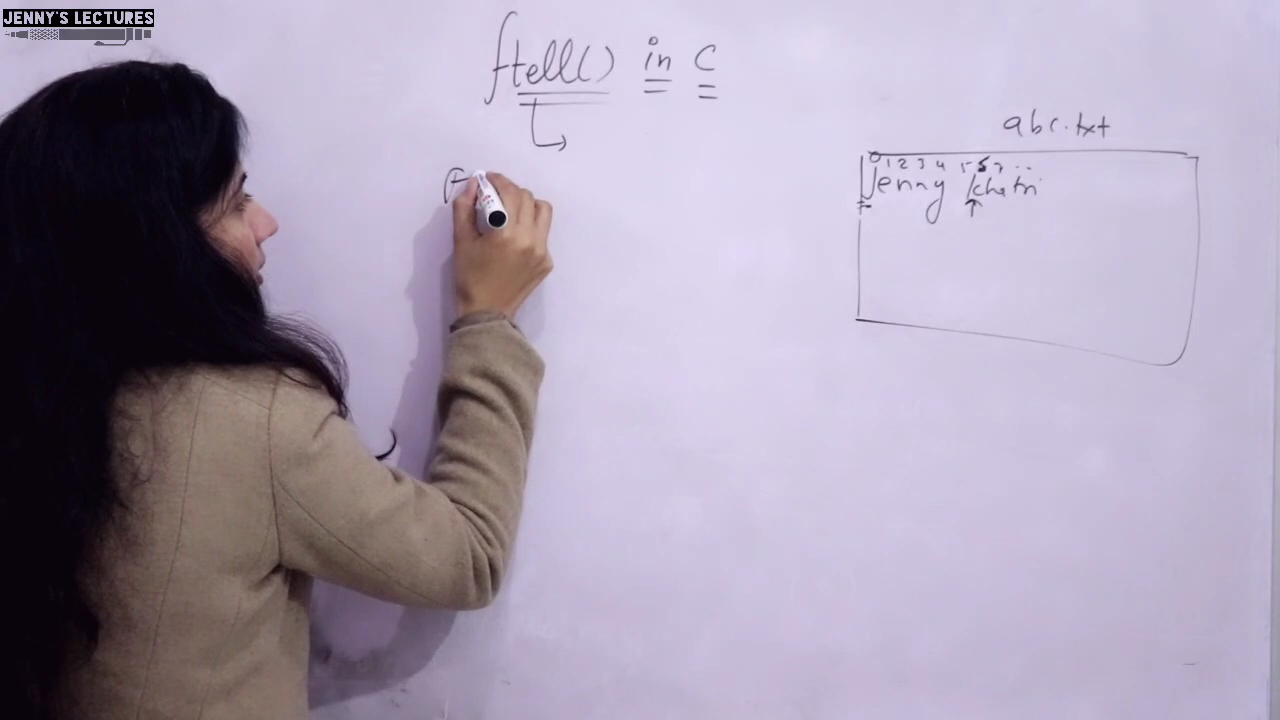 JENNY'S LECTURES
ftell() in C
abc.txt
0 1 2 3 4 5 6 7 ..
Jenny Khatri
F